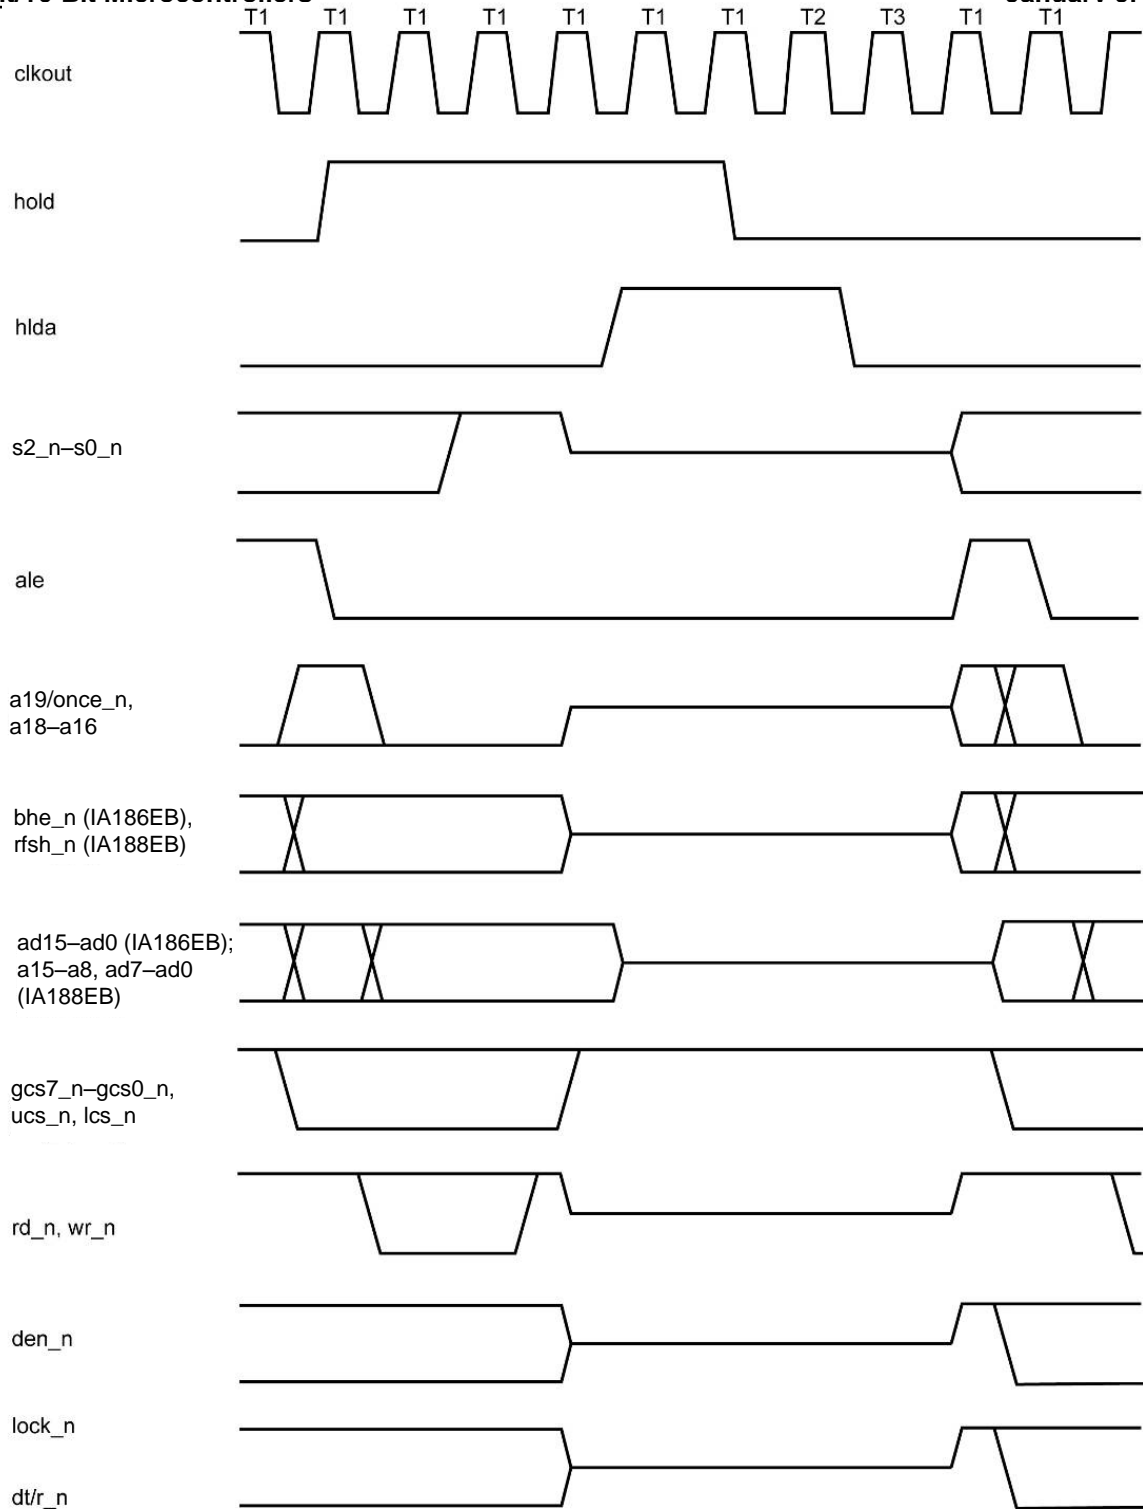 T1 T1 T1 T1 T1 T1 T1 T2 T3 T1 T1
clkout
hold
hlda
s2_n–s0_n
ale
a19/once_n,
a18–a16
bhe_n (IA186EB),
rfsh_n (IA188EB)
ad15–ad0 (IA186EB);
a15–a8, ad7–ad0
(IA188EB)
gcs7_n–gcs0_n,
ucs_n, lcs_n
rd_n, wr_n
den_n
lock_n
dt/r_n